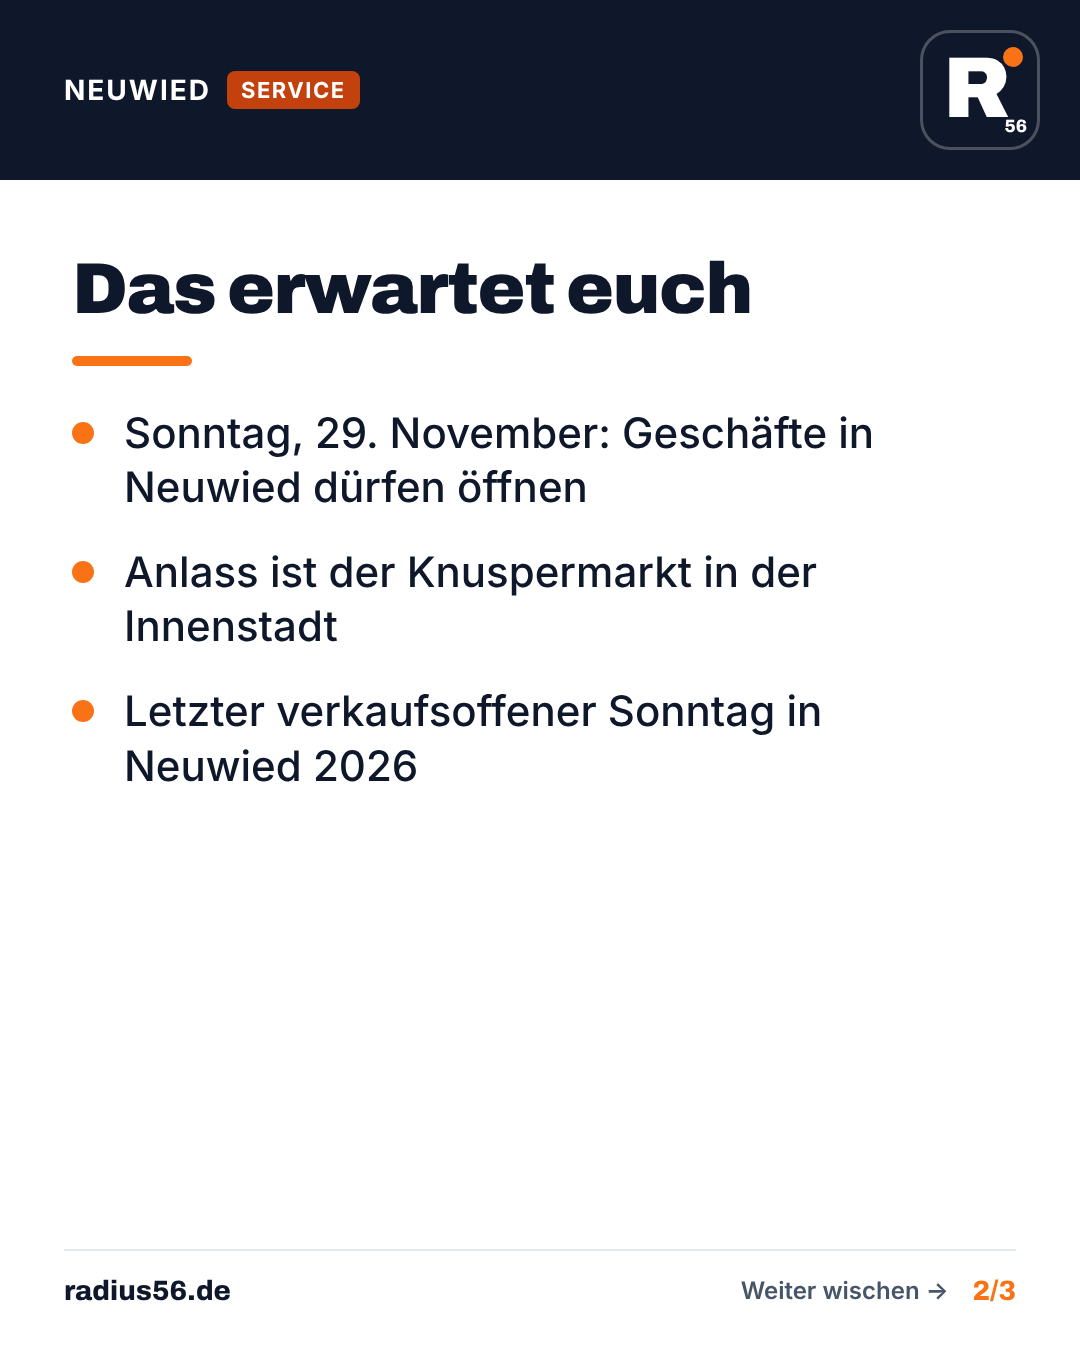 NEUWIED SERVICE
R
56
Das erwartet euch
Sonntag, 29. November: Geschäfte in
Neuwied dürfen öffnen
Anlass ist der Knuspermarkt in der
Innenstadt
Letzter verkaufsoffener Sonntag in
Neuwied 2026
radius56.de
Weiter wischen → 2/3